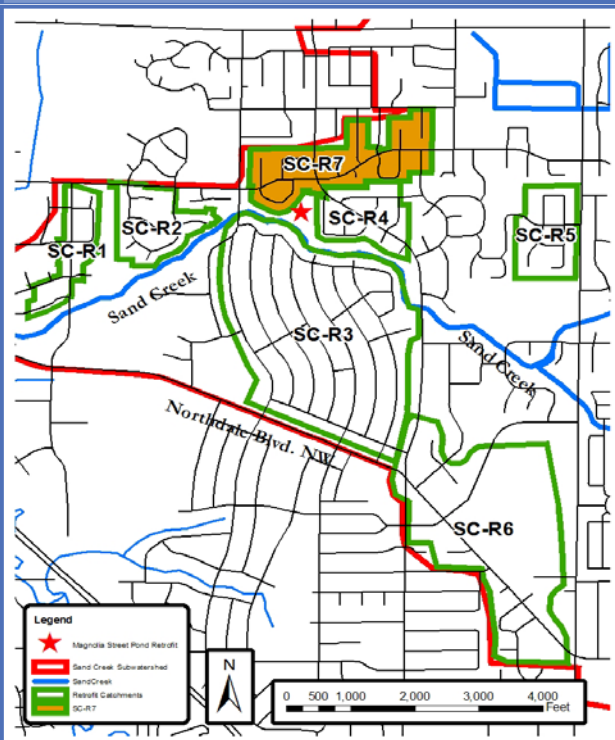 SC-R7
SC-R4
SC-R2
SC-R5
SC-R1
Sand Creek
SC-R3
Sand Creek
Northdale Blvd. NW
SC-R6
Legend
Magnolia Street Pond Retrofit
Sand Creek Subwatershed
SandCreek
Retrofit Catchments
SC-R7
N
0 500 1,000 2,000 3,000 4,000
Feet